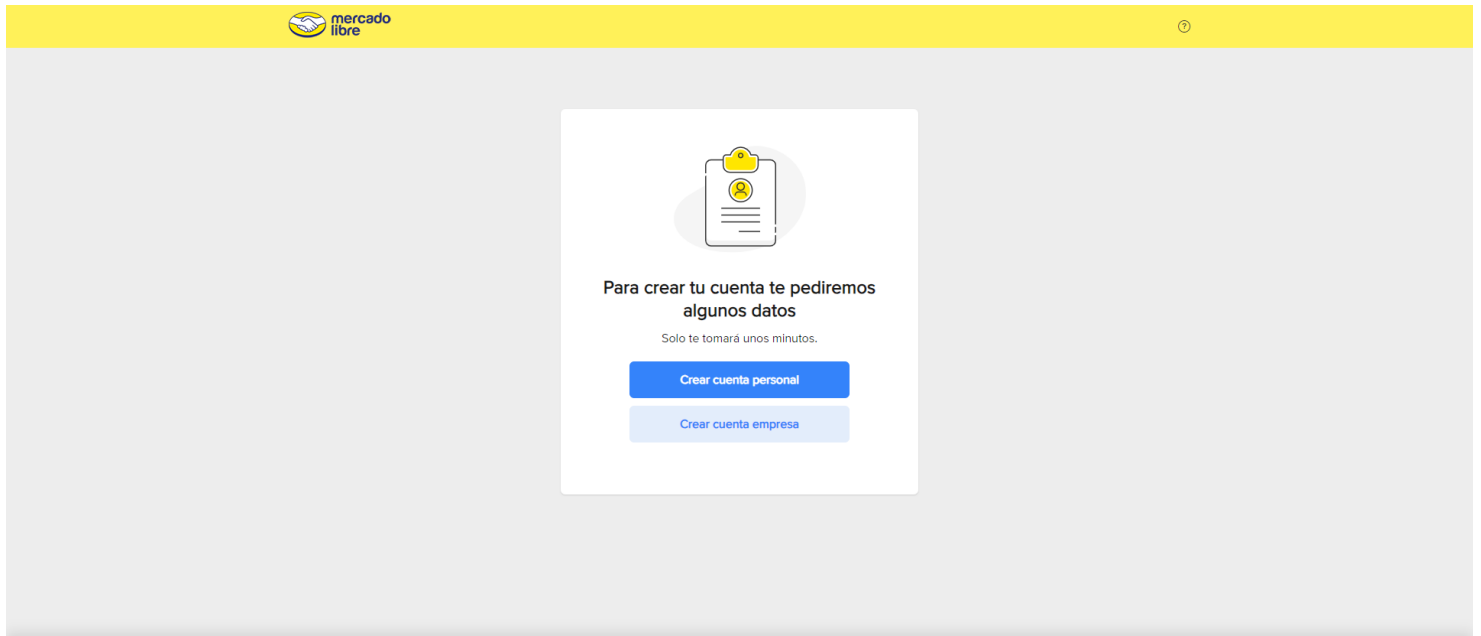 mercado
libre
?
Para crear tu cuenta te pediremos
algunos datos
Solo te tomará unos minutos.
Crear cuenta personal
Crear cuenta empresa